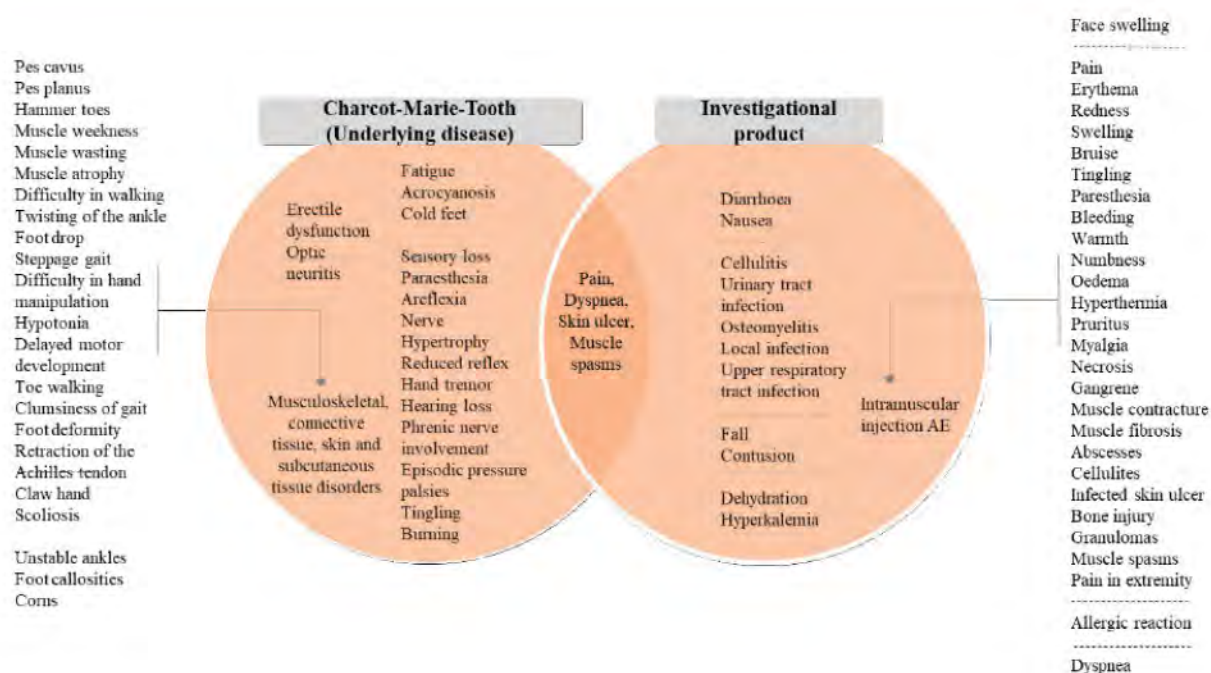 Pes cavus
Pes planus
Hammer toes
Muscle weekness
Muscle wasting
Muscle atrophy
Difficulty in walking
Twisting of the ankle
Foot drop
Steppage gait
Difficulty in hand
manipulation
Hypotonia
Delayed motor
development
Toe walking
Clumsiness of gait
Foot deformity
Retraction of the
Achilles tendon
Claw hand
Scoliosis
Unstable ankles
Foot callosities
Corns
Charcot-Marie-Tooth
(Underlying disease)
Erectile
dysfunction
Optic
neuritis
Musculoskeletal,
connective
tissue, skin and
subcutaneous
tissue disorders
Fatigue
Acrocyanosis
Cold feet
Sensory loss
Paraesthesia
Areflexia
Nerve
Hypertrophy
Reduced reflex
Hand tremor
Hearing loss
Phrenic nerve
involvement
Episodic pressure
palsies
Tingling
Burning
Pain,
Dyspnea,
Skin ulcer,
Muscle
spasms
Investigational
product
Diarrhoea
Nausea
Cellulitis
Urinary tract
infection
Osteomyelitis
Local infection
Upper respiratory
tract infection
Fall
Contusion
Dehydration
Hyperkalemia
Intramuscular
injection AE
Face swelling
Pain
Erythema
Redness
Swelling
Bruise
Tingling
Paresthesia
Bleeding
Warmth
Numbness
Oedema
Hyperthermia
Pruritus
Myalgia
Necrosis
Gangrene
Muscle contracture
Muscle fibrosis
Abscesses
Cellulites
Infected skin ulcer
Bone injury
Granulomas
Muscle spasms
Pain in extremity
Allergic reaction
Dyspnea